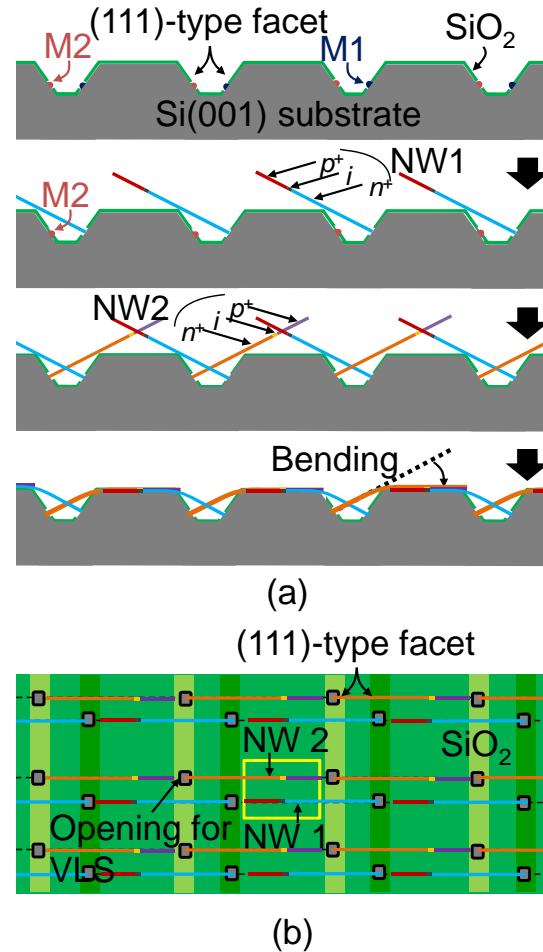 (111)-type facet
M2
M1
SiO2
Si(001) substrate
p+
NW1
i
n+
M2
NW2
p+
i
n+
Bending
(a)
(111)-type facet
SiO2
NW 2
Opening for
VLS
NW 1
(b)